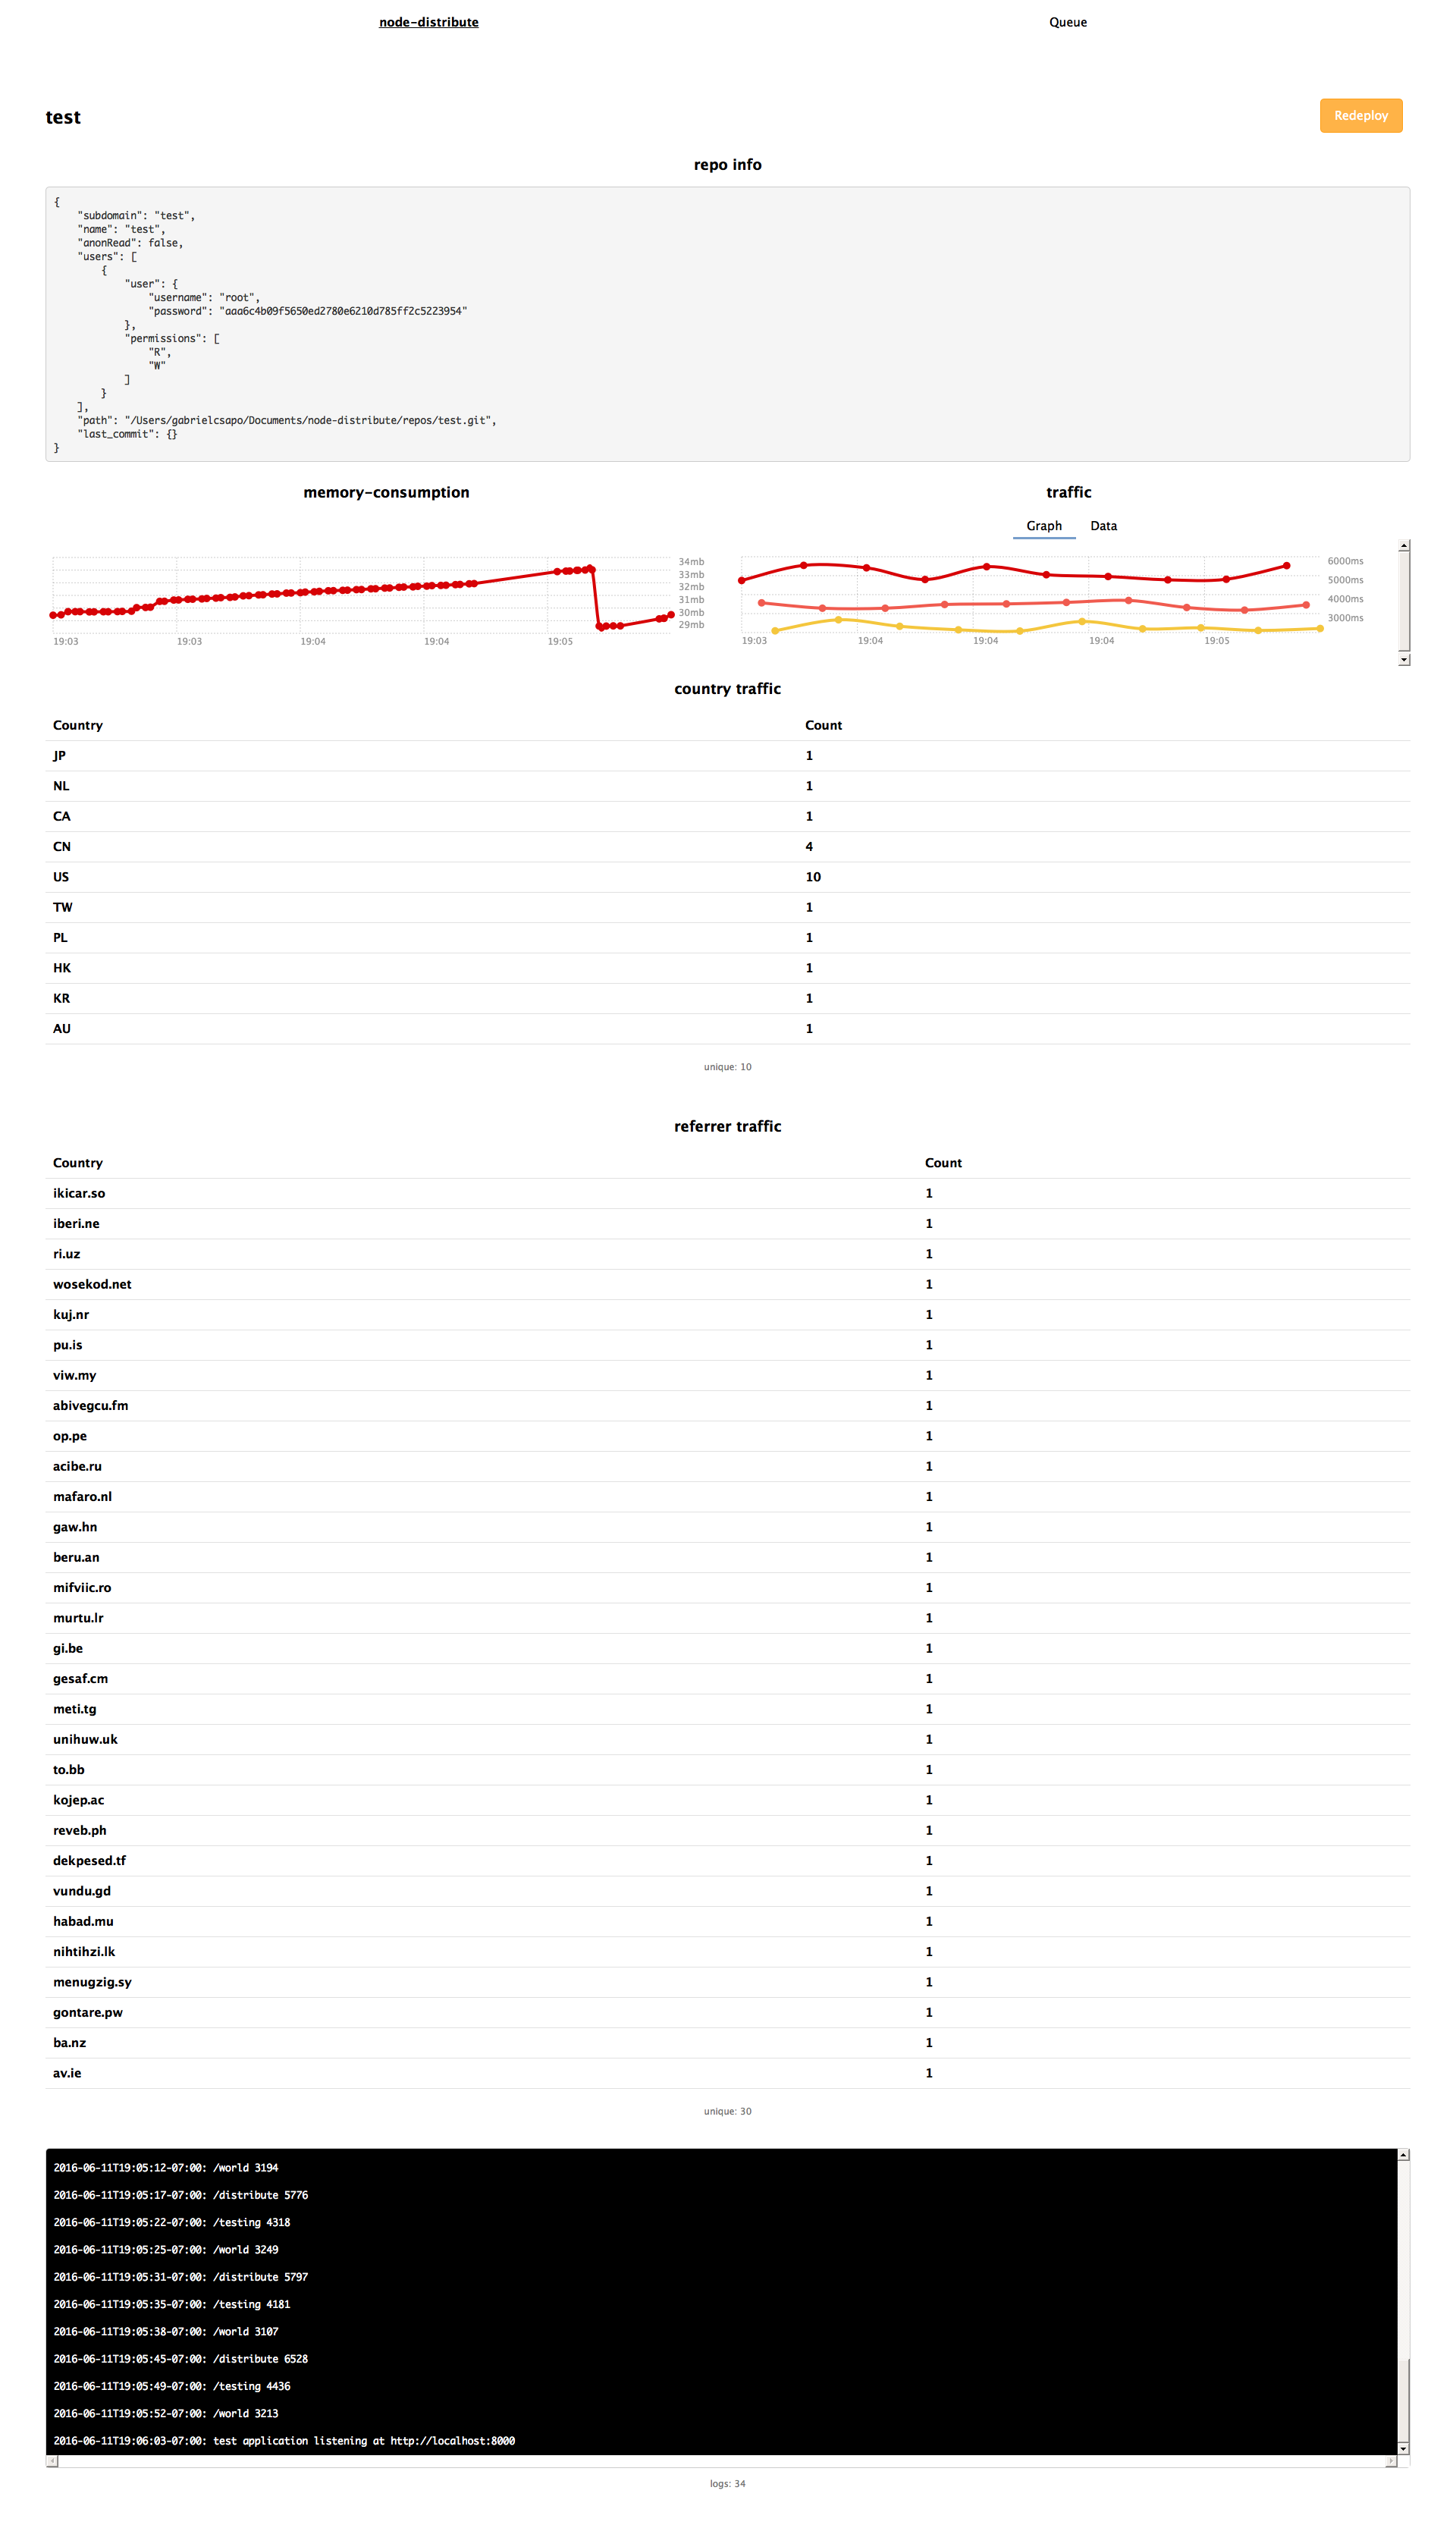 node-distribute
Queue
test
Redeploy
repo info
{
"subdomain": "test",
"name": "test",
"anonRead": false,
"users": [
{
"user": {
"username": "root",
"password": "aaa6c4b09f5650ed2780e6210d785ff2c5223954"
},
"permissions": [
"R",
"W"
]
}
],
"path": "/Users/gabrielcsapo/Documents/node-distribute/repos/test.git",
"last_commit": {}
}
memory-consumption
34mb
33mb
32mb
31mb
30mb
29mb
19:03 19:03 19:04 19:04 19:05
traffic
Graph Data
6000ms
5000ms
4000ms
3000ms
19:03 19:04 19:04 19:04 19:05
country traffic
Country Count
JP 1
NL 1
CA 1
CN 4
US 10
TW 1
PL 1
HK 1
KR 1
AU 1
unique: 10
referrer traffic
Country Count
ikicar.so 1
iberi.ne 1
ri.uz 1
wosekod.net 1
kuj.nr 1
pu.is 1
viw.my 1
abivegcu.fm 1
op.pe 1
acibe.ru 1
mafaro.nl 1
gaw.hn 1
beru.an 1
mifviic.ro 1
murtu.lr 1
gi.be 1
gesaf.cm 1
meti.tg 1
unihuw.uk 1
to.bb 1
kojep.ac 1
reveb.ph 1
dekpesed.tf 1
vundu.gd 1
habad.mu 1
nihtihzi.lk 1
menugzig.sy 1
gontare.pw 1
ba.nz 1
av.ie 1
unique: 30
2016-06-11T19:05:12-07:00: /world 3194
2016-06-11T19:05:17-07:00: /distribute 5776
2016-06-11T19:05:22-07:00: /testing 4318
2016-06-11T19:05:25-07:00: /world 3249
2016-06-11T19:05:31-07:00: /distribute 5797
2016-06-11T19:05:35-07:00: /testing 4181
2016-06-11T19:05:38-07:00: /world 3107
2016-06-11T19:05:45-07:00: /distribute 6528
2016-06-11T19:05:49-07:00: /testing 4436
2016-06-11T19:05:52-07:00: /world 3213
2016-06-11T19:06:03-07:00: test application listening at http://localhost:8000
logs: 34